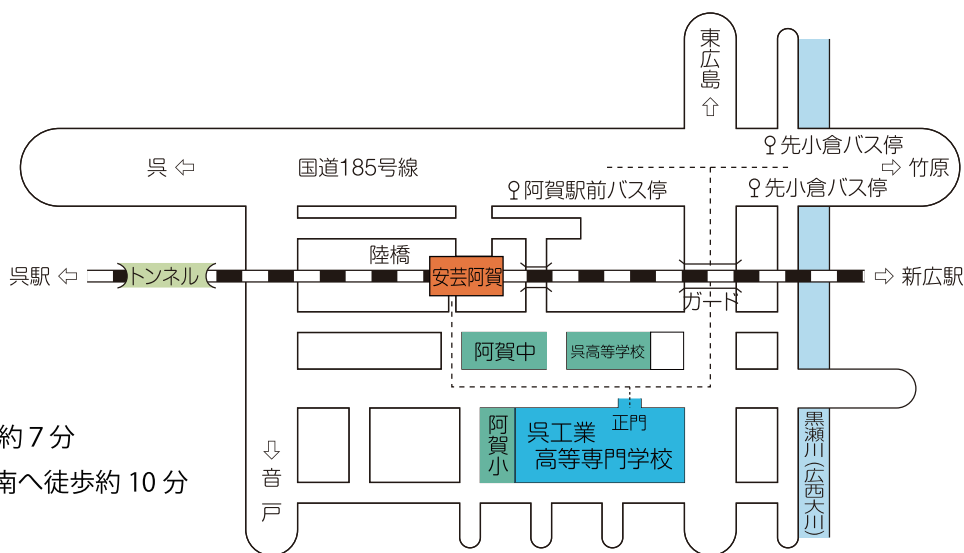 東広島
先小倉バス停
呉
国道185号線
竹原
阿賀駅前バス停
先小倉バス停
陸橋
呉駅
トンネル
安芸阿賀
新広駅
ガード
阿賀中
呉高等学校
正門
阿賀小
呉工業
高等専門学校
黒瀬川(広西大川)
音戸
約7分
南へ徒歩約10分